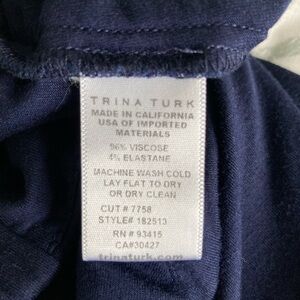 TRINA TURK
MADE IN CALIFORNIA
USA OF IMPORTED
MATERIALS
96% VISCOSE
4% ELASTANE
MACHINE WASH COLD
LAY FLAT TO DRY
OR DRY CLEAN
CUT # 7758
STYLE# 182513
RN # 93415
CA#30427
trinaturk.com